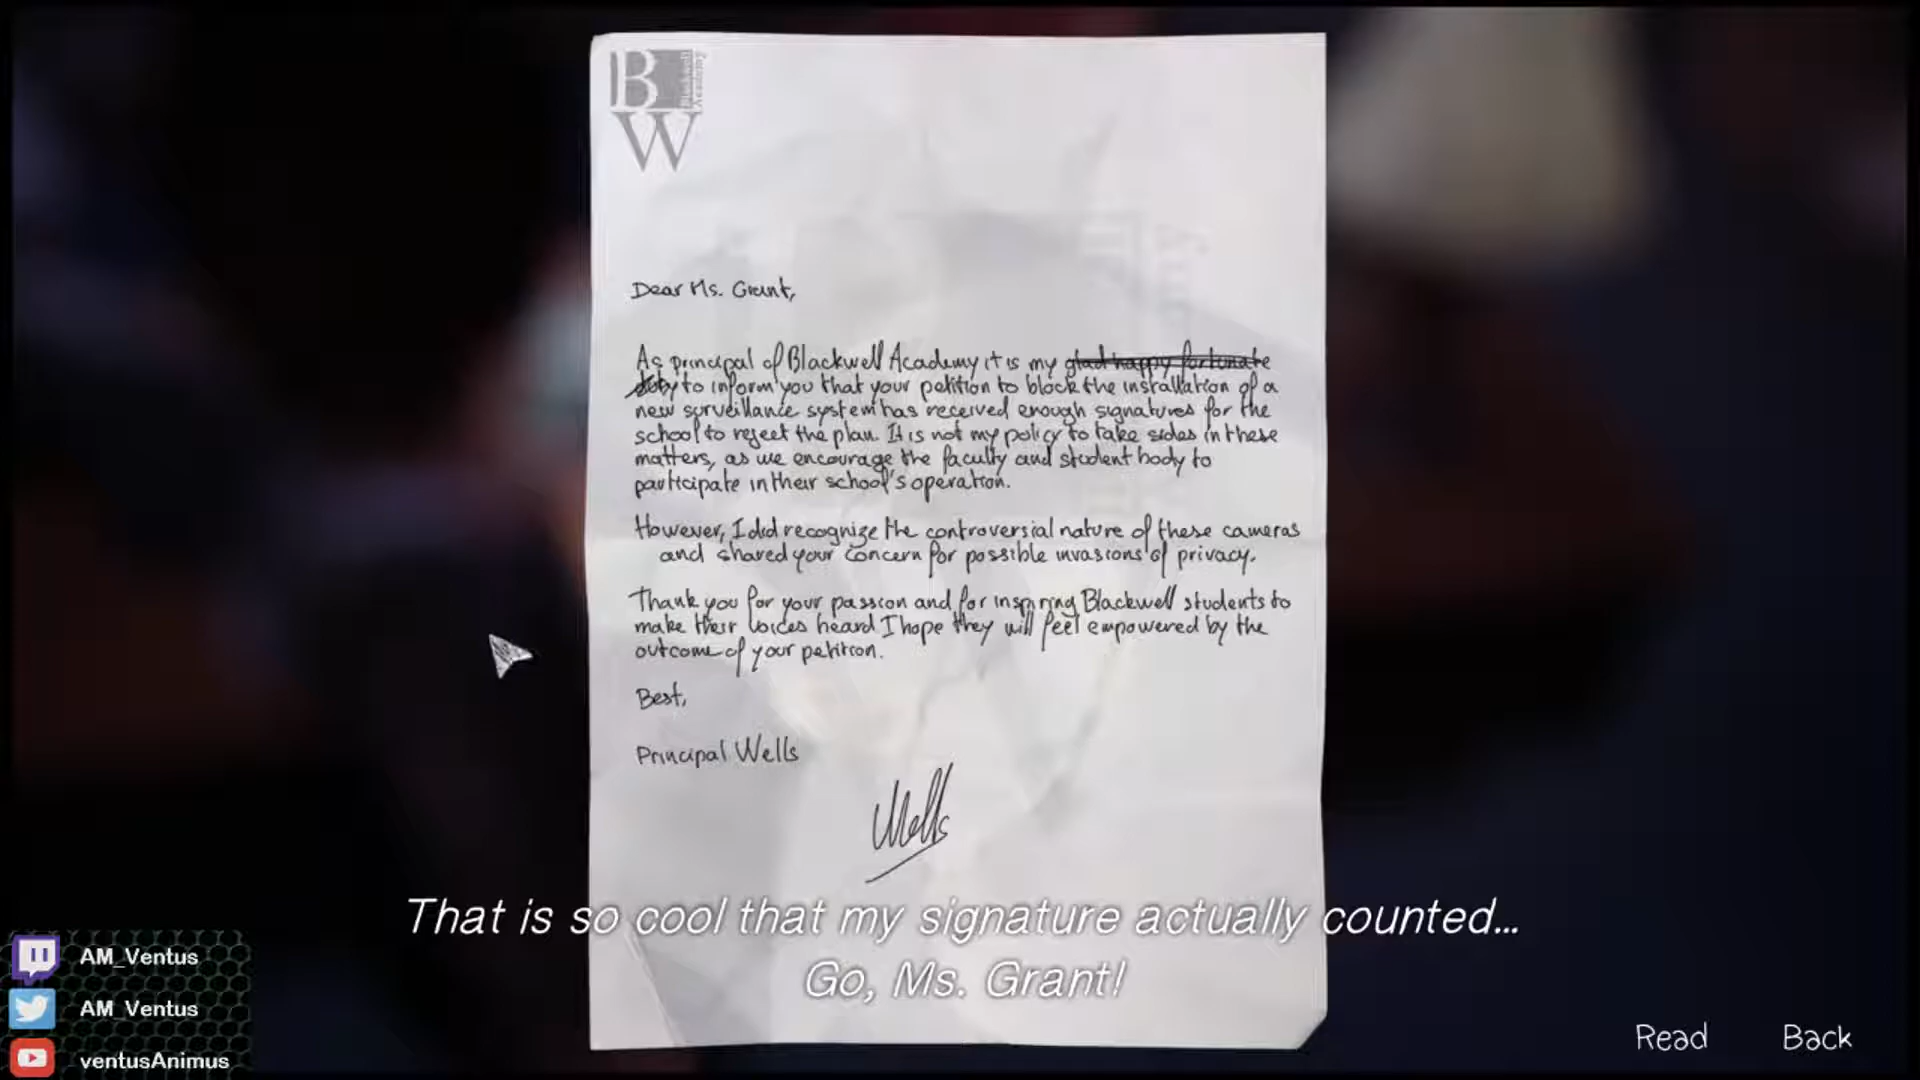 B
Blackwell
Academy
W
Dear Ms. Grant,
As principal of Blackwell Academy it is my glad happy fortunate
duty to inform you that your petition to block the installation of a
new surveillance system has received enough signatures for the
school to reject the plan. It is not my policy to take sides in these
matters, as we encourage the faculty and student body to
participate in their school's operation.
However, I did recognize the controversial nature of these cameras
and shared your concern for possible invasions of privacy.
Thank you for your passion and for inspiring Blackwell students to
make their voices heard I hope they will feel empowered by the
outcome of your petition.
Best,
Principal Wells
Wells
That is so cool that my signature actually counted...
Go, Ms. Grant!
AM_Ventus
AM_Ventus
ventusAnimus
Read
Back